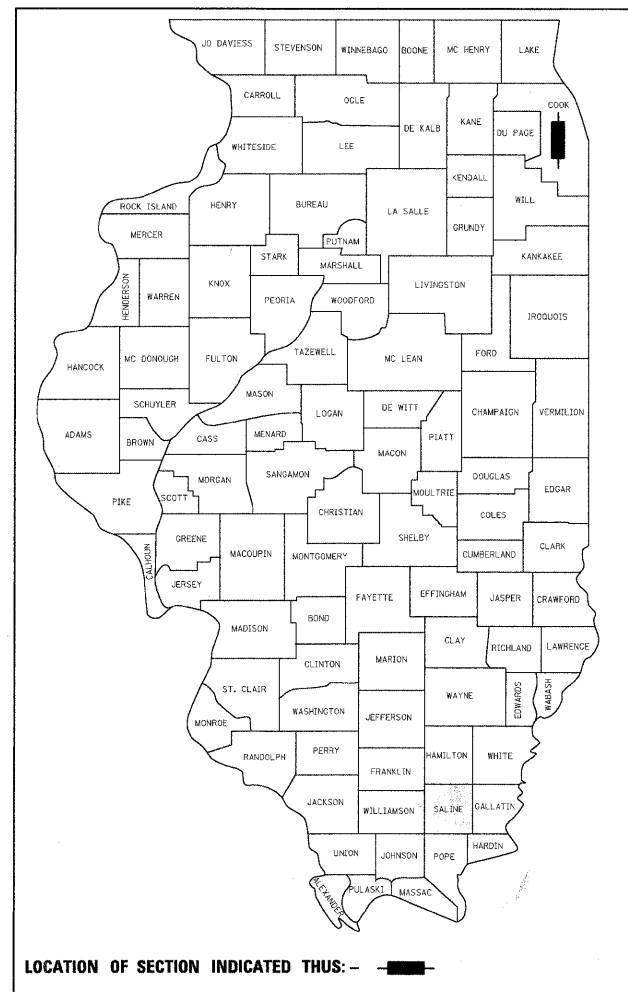 JO DAVIESS STEVENSON WINNEBAGO BOONE MC HENRY LAKE
CARROLL OGLE COOK
DE KALB KANE DU PAGE
WHITESIDE LEE
KENDALL
WILL
ROCK ISLAND HENRY BUREAU LA SALLE
MERCER PUTNAM GRUNDY
STARK MARSHALL KANKAKEE
HENDERSON WARREN KNOX PEORIA WOODFORD LIVINGSTON
IROQUOIS
HANCOCK MC DONOUGH FULTON TAZEWELL MC LEAN FORD
MASON
SCHUYLER LOGAN DE WITT CHAMPAIGN VERMILION
ADAMS BROWN CASS MENARD PIATT
MACON
MORGAN SANGAMON DOUGLAS EDGAR
PIKE SCOTT MOULTRIE
CHRISTIAN COLES
GREENE MACOUPIN MONTGOMERY SHELBY
CALHOUN CUMBERLAND CLARK
JERSEY
FAYETTE EFFINGHAM JASPER CRAWFORD
MADISON BOND
CLAY RICHLAND LAWRENCE
CLINTON MARION
ST. CLAIR WAYNE EDWARDS WABASH
WASHINGTON JEFFERSON
MONROE
RANDOLPH PERRY HAMILTON WHITE
FRANKLIN
JACKSON WILLIAMSON SALINE GALLATIN
HARDIN
UNION JOHNSON POPE
ALEXANDER PULASKI MASSAC
LOCATION OF SECTION INDICATED THUS: -